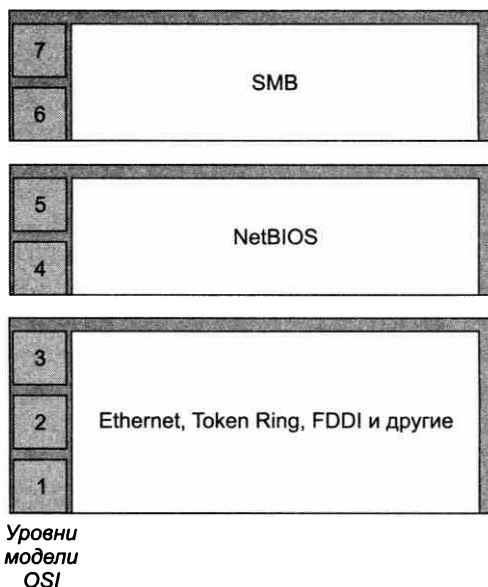 7
SMB
6
5
NetBIOS
4
3
2
Ethernet, Token Ring, FDDI и другие
1
Уровни
модели
OSI